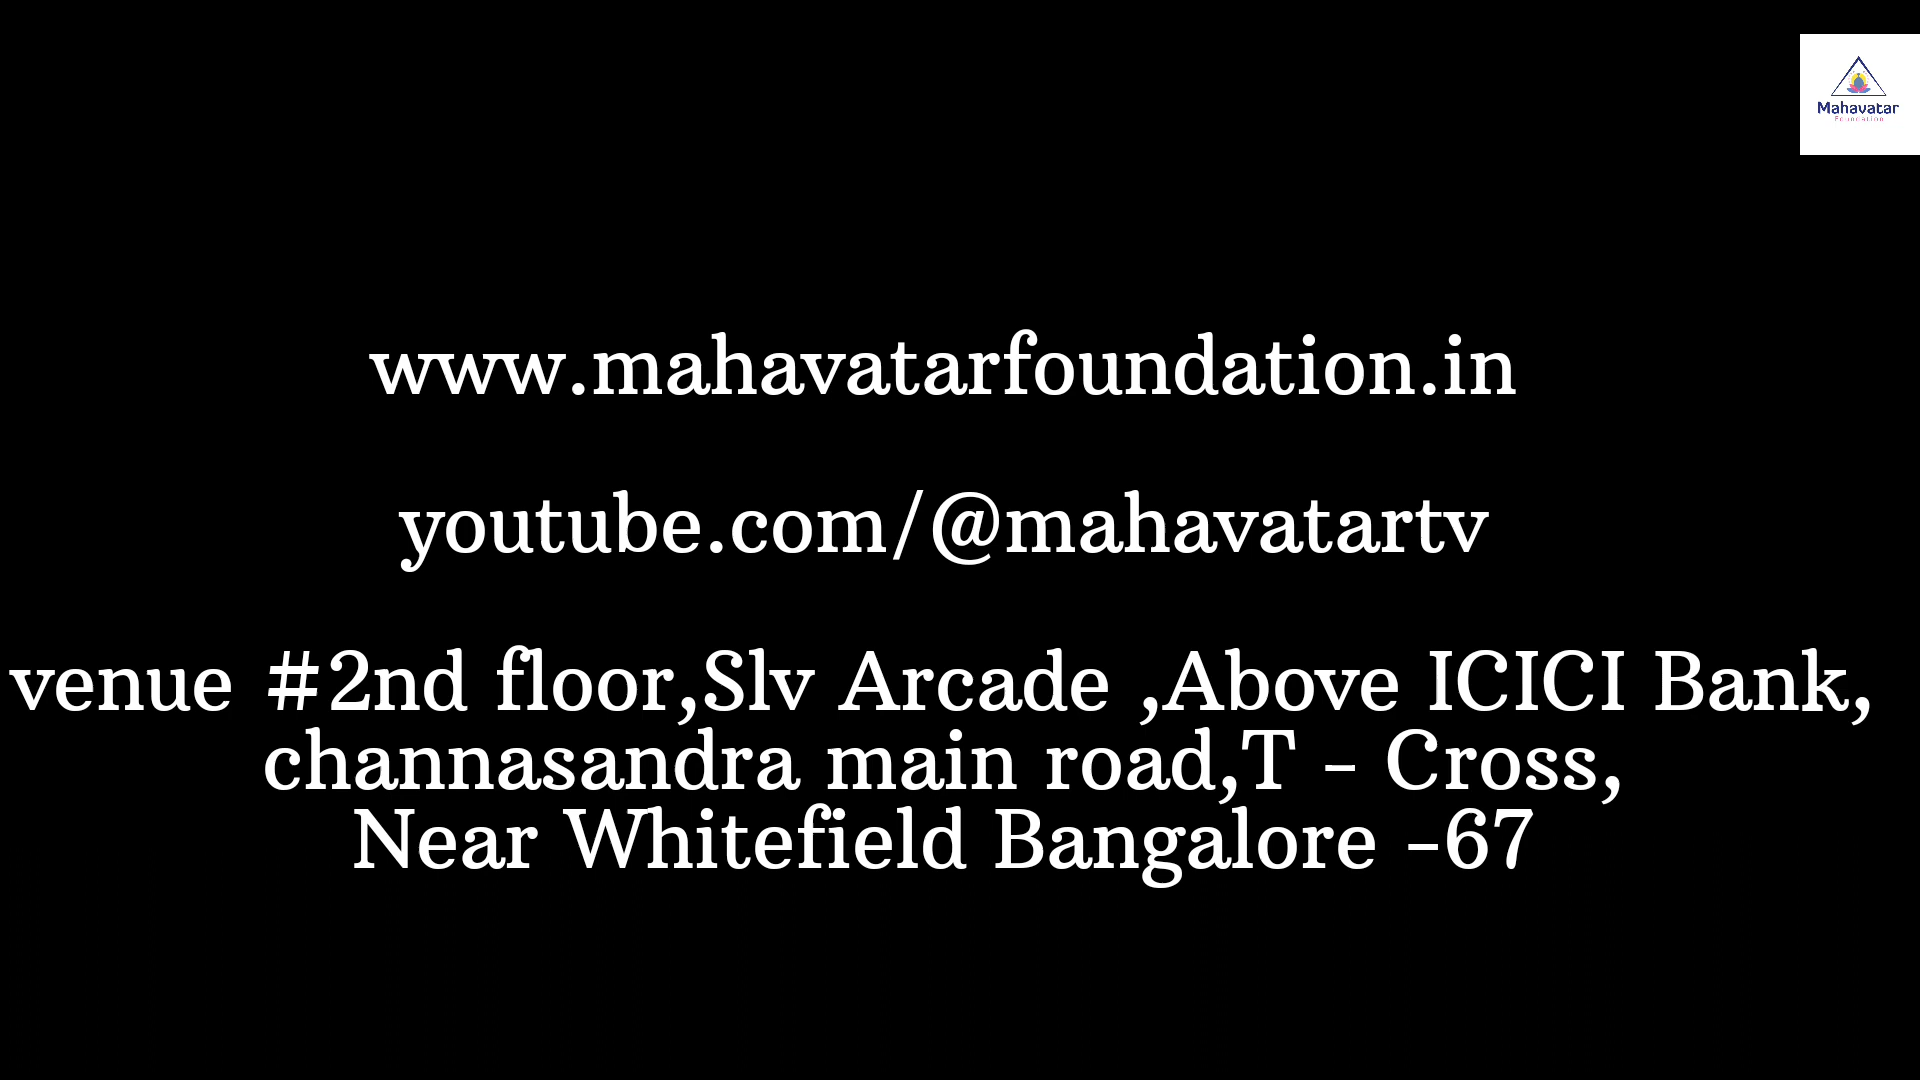 Mahavatar
Foundation
www.mahavatarfoundation.in
youtube.com/@mahavatartv
venue #2nd floor,Slv Arcade ,Above ICICI Bank,
channasandra main road,T - Cross,
Near Whitefield Bangalore -67